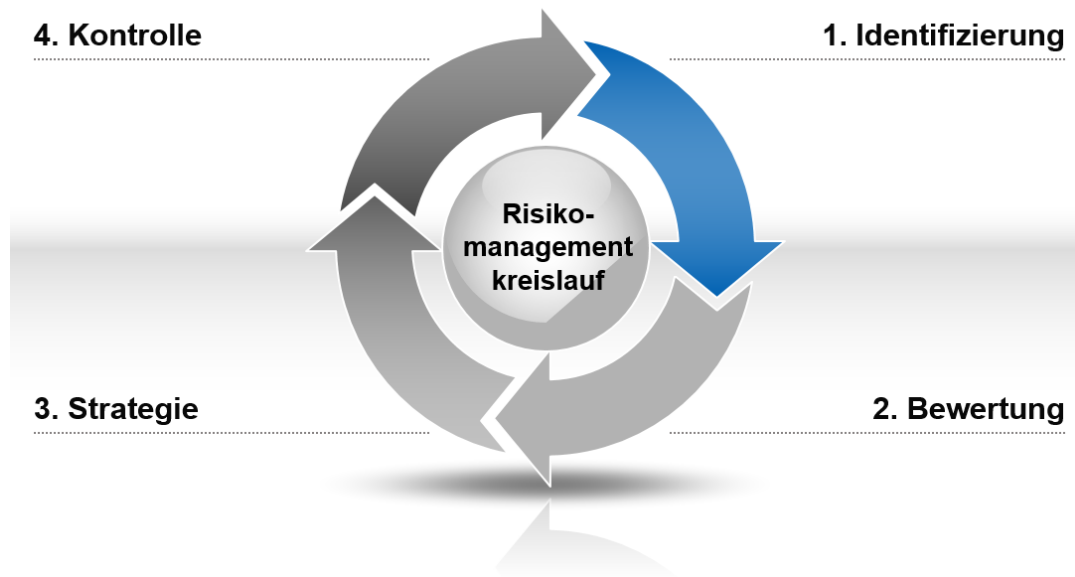 4. Kontrolle
1. Identifizierung
Risiko-
management
kreislauf
3. Strategie
2. Bewertung